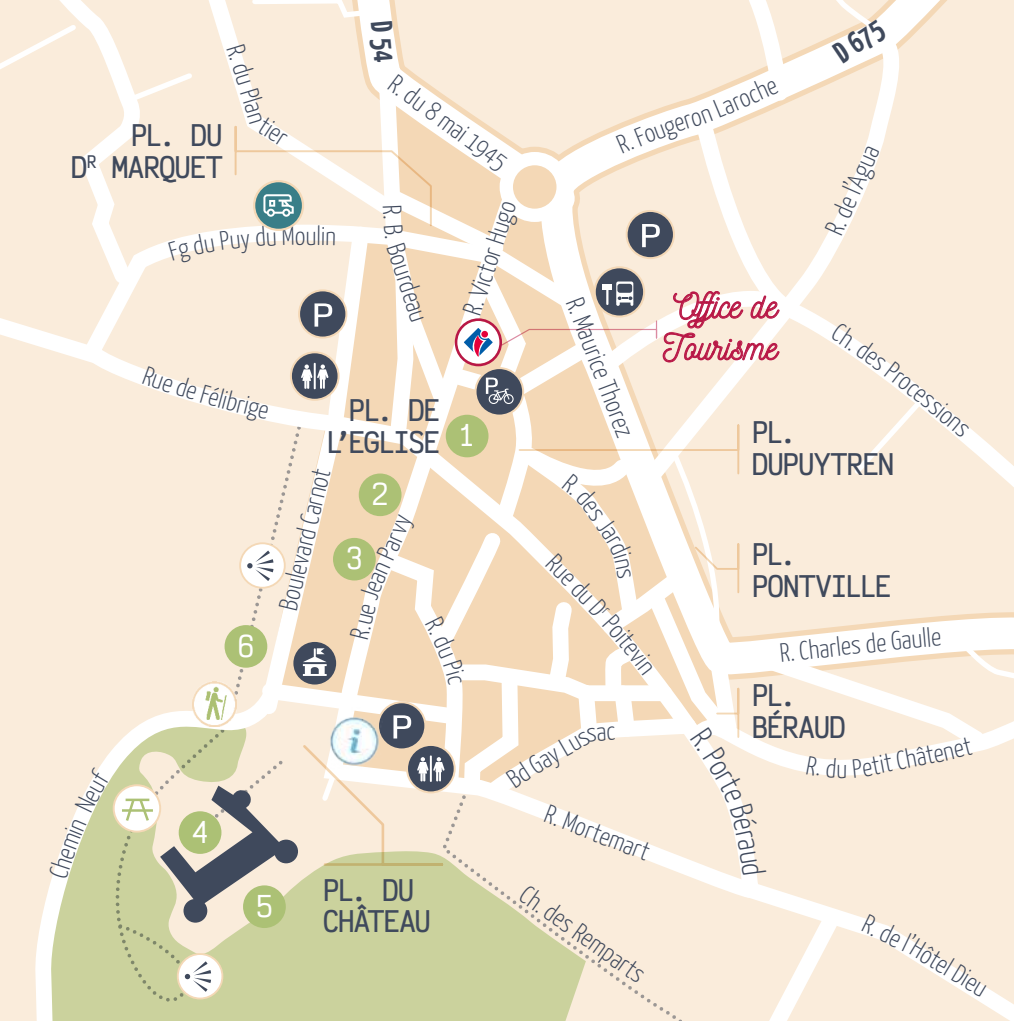 D 54
D 675
R. du Plantier
R. du 8 mai 1945
R. Fougeron Laroche
PL. DU
Dᴿ MARQUET
R. de l'Agua
Fg du Puy du Moulin
R. B. Bourdeau
R. Victor Hugo
P
P
Office de
Tourisme
R. Maurice Thorez
Ch. des Processions
Rue de Félibrige
P
PL. DE
L'EGLISE
1
PL.
DUPUYTREN
2
R. des Jardins
Boulevard Carnot
R.ue Jean Parvy
3
Rue du Dr Poitevin
PL.
PONTVILLE
6
R. du Pic
R. Charles de Gaulle
PL.
BÉRAUD
i
P
Bd Gay Lussac
R. Porte Béraud
R. du Petit Châtenet
Chemin Neuf
4
R. Mortemart
5
PL. DU
CHÂTEAU
Ch. des Remparts
R. de l'Hôtel Dieu